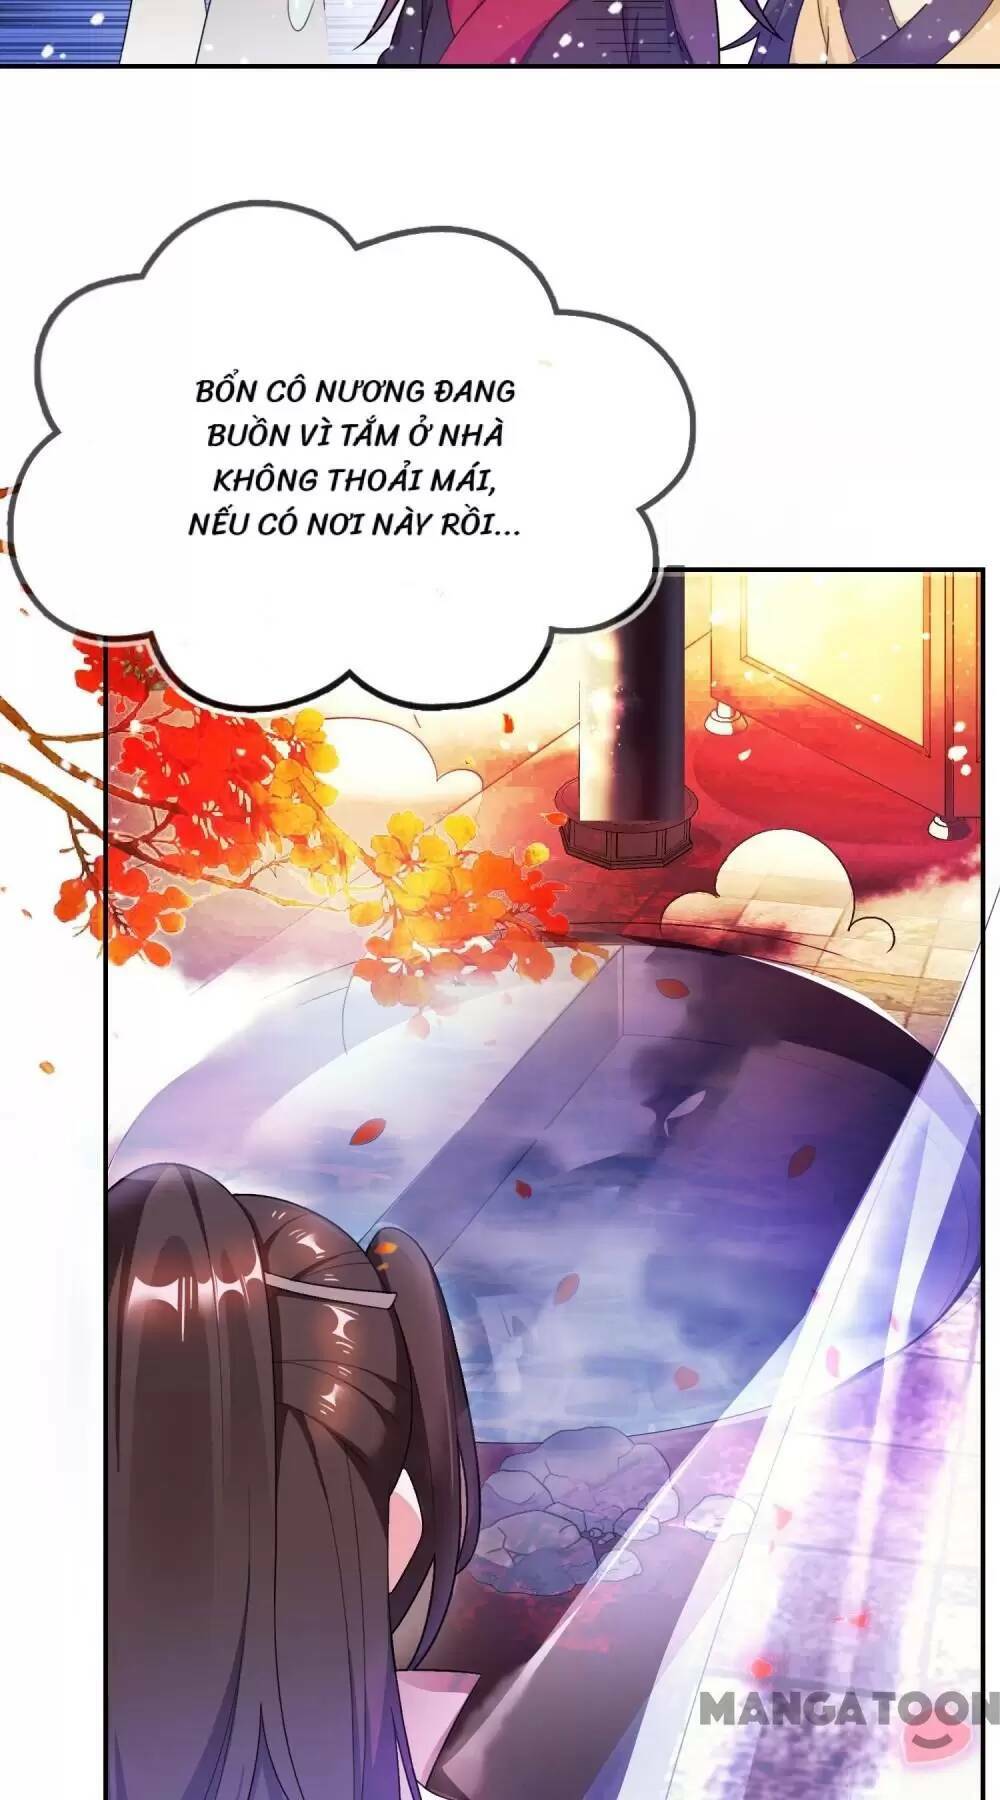 BỔN CÔ NƯƠNG ĐANG
BUỒN VÌ TẮM Ở NHÀ
KHÔNG THOẢI MÁI,
NẾU CÓ NƠI NÀY RỒI...
MANGATOON